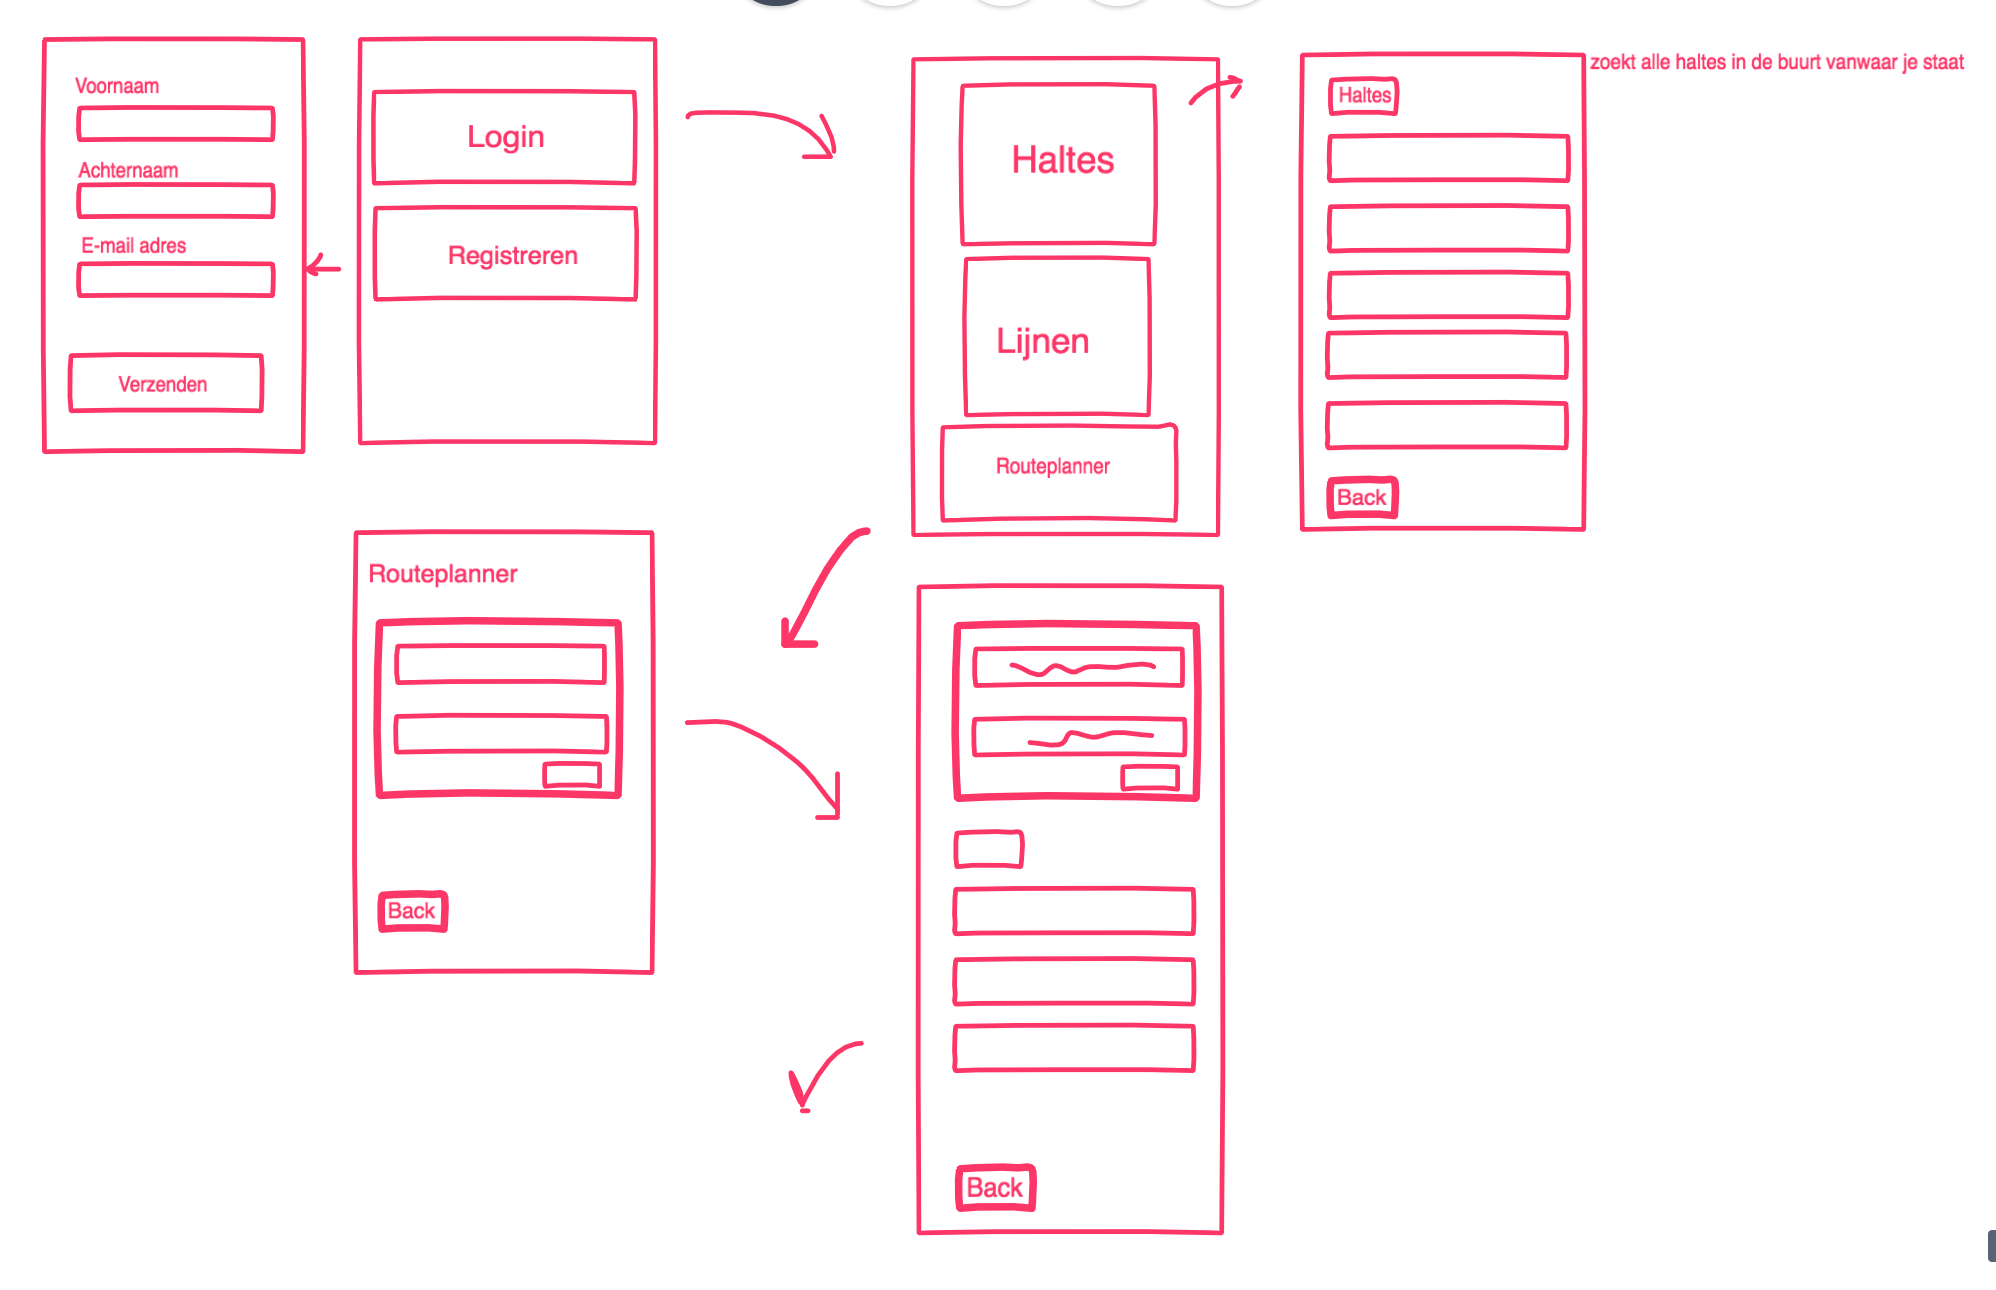 Voornaam
Achternaam
E-mail adres
Verzenden
Login
Registreren
Haltes
Lijnen
Routeplanner
Haltes
Back
zoekt alle haltes in de buurt vanwaar je staat
Routeplanner
Back
Back